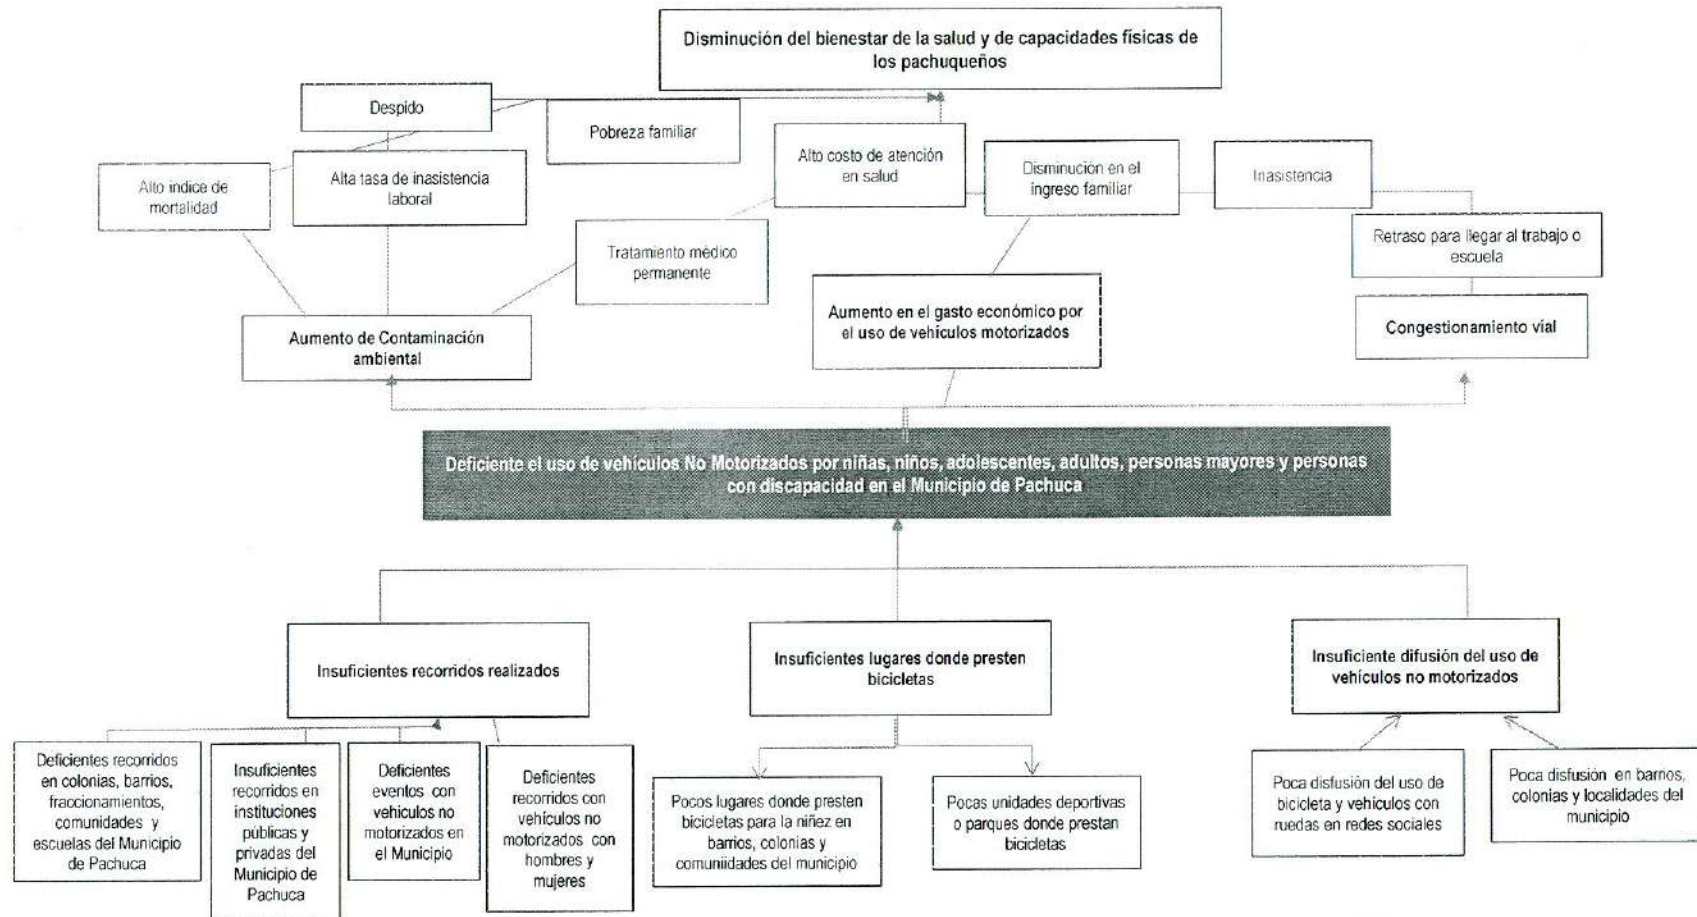 Disminución del bienestar de la salud y de capacidades físicas de
los pachuqueños
Despido
Pobreza familiar
Alto índice de
mortalidad
Alta tasa de inasistencia
laboral
Alto costo de atención
en salud
Disminución en el
ingreso familiar
Inasistencia
Tratamiento médico
permanente
Retraso para llegar al trabajo o
escuela
Aumento de Contaminación
ambiental
Aumento en el gasto económico por
el uso de vehículos motorizados
Congestionamiento vial
Deficiente el uso de vehículos No Motorizados por niñas, niños, adolescentes, adultos, personas mayores y personas
con discapacidad en el Municipio de Pachuca
Insuficientes recorridos realizados
Insuficientes lugares donde presten
bicicletas
Insuficiente difusión del uso de
vehículos no motorizados
Deficientes recorridos
en colonias, barrios,
fraccionamientos,
comunidades y
escuelas del Municipio
de Pachuca
Insuficientes
recorridos en
instituciones
públicas y
privadas del
Municipio de
Pachuca
Deficientes
eventos con
vehículos no
motorizados en
el Municipio
Deficientes
recorridos con
vehículos no
motorizados con
hombres y
mujeres
Pocos lugares donde presten
bicicletas para la niñez en
barrios, colonias y
comuniidades del municipio
Pocas unidades deportivas
o parques donde prestan
bicicletas
Poca disfusión del uso de
bicicleta y vehículos con
ruedas en redes sociales
Poca disfusión en barrios,
colonias y localidades del
municipio